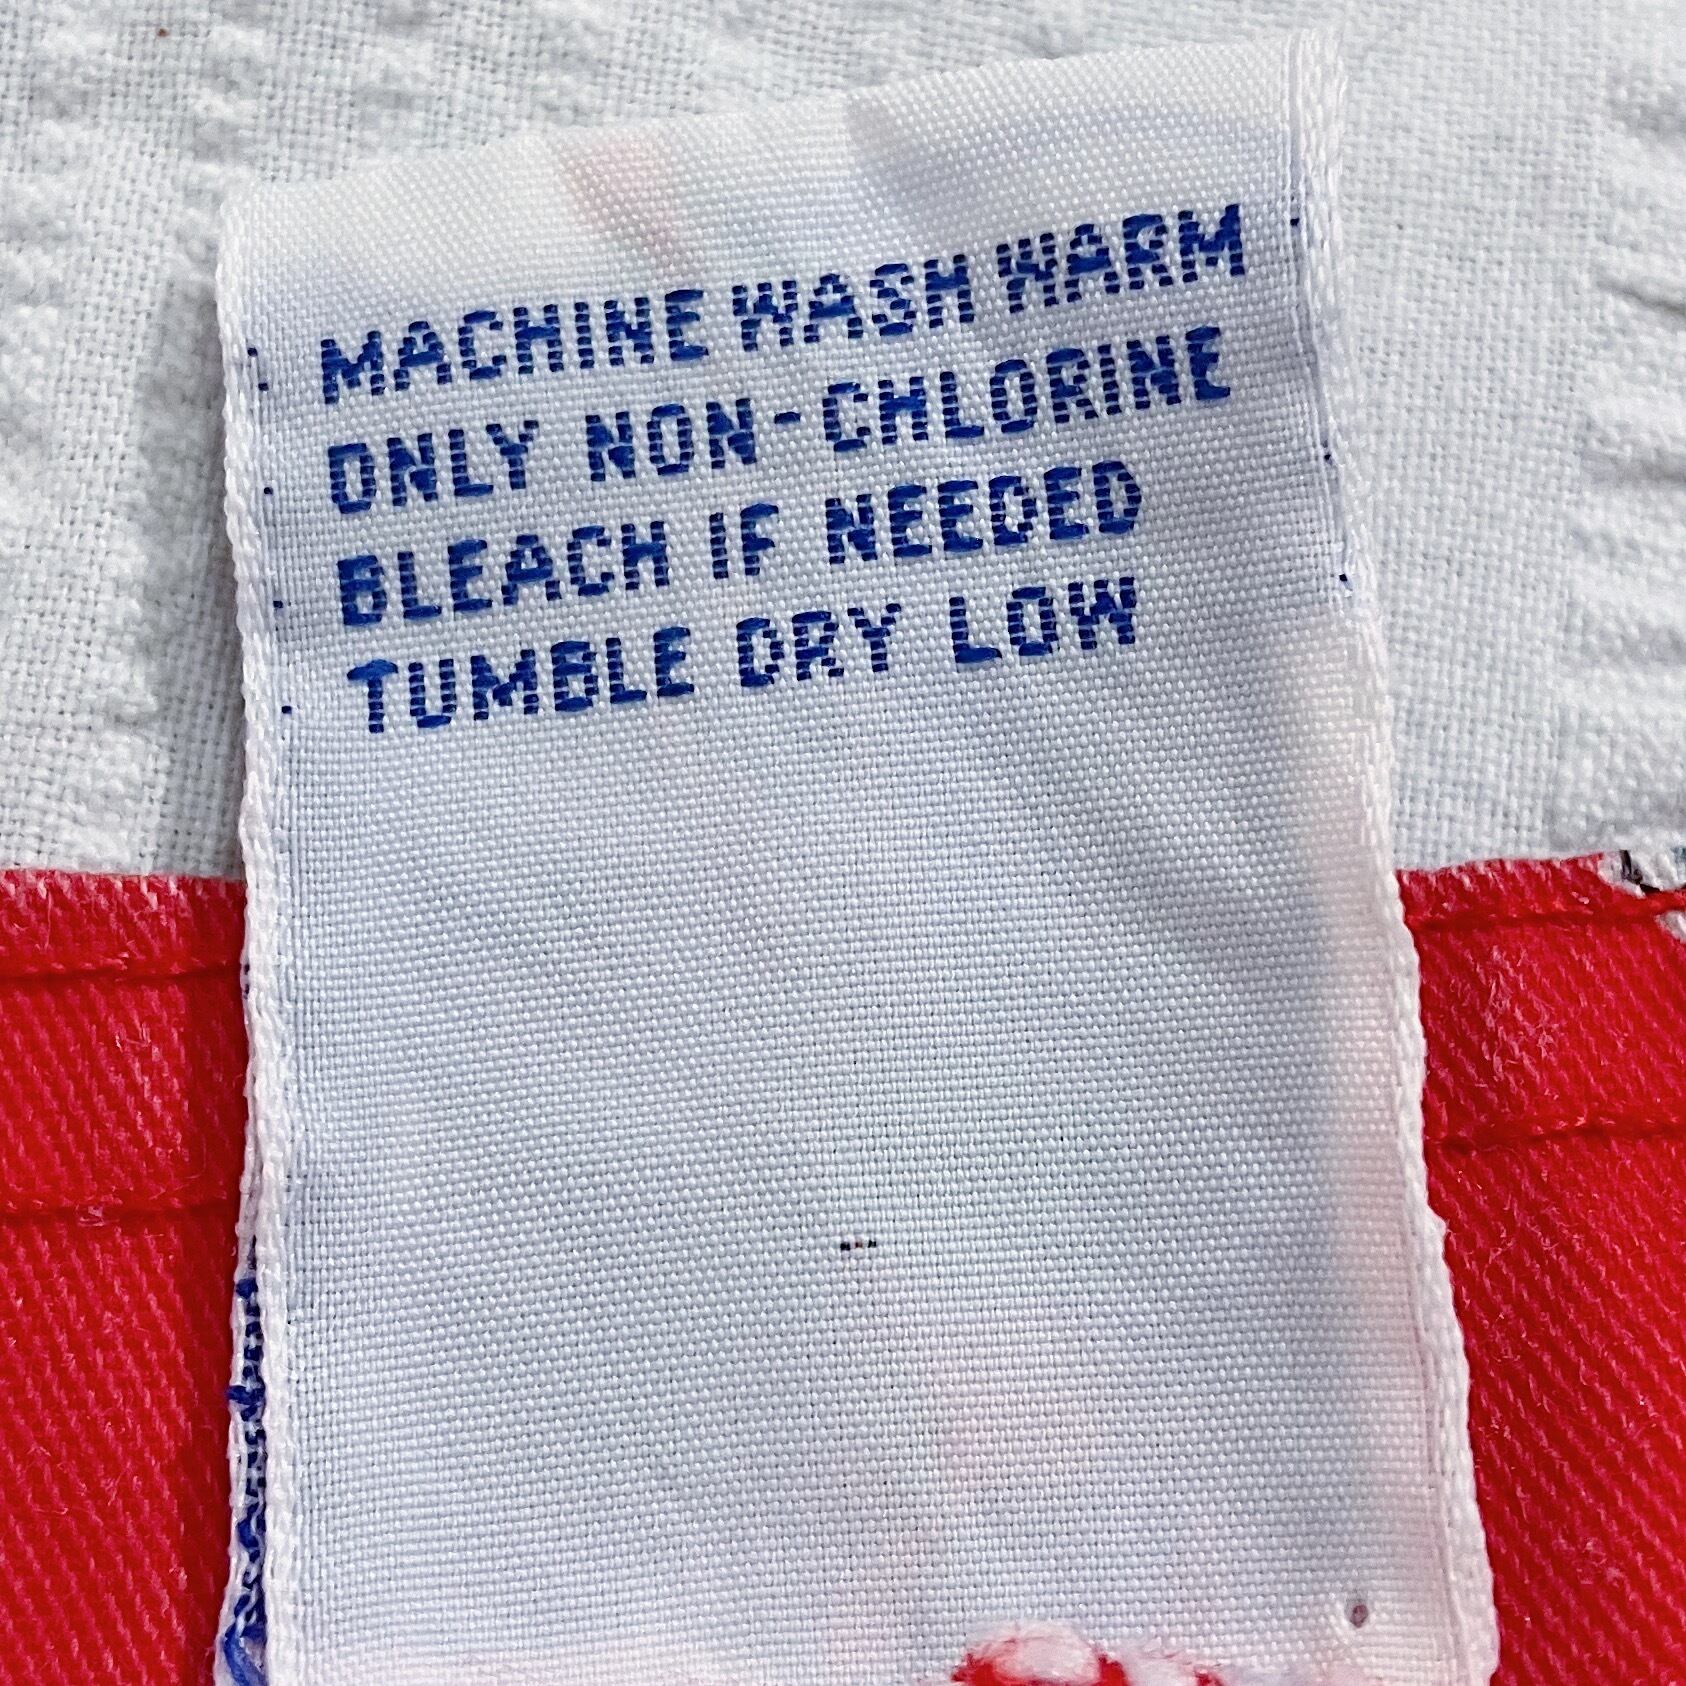 MACHINE WASH WARM
ONLY NON-CHLORINE
BLEACH IF NEEDED
TUMBLE DRY LOW